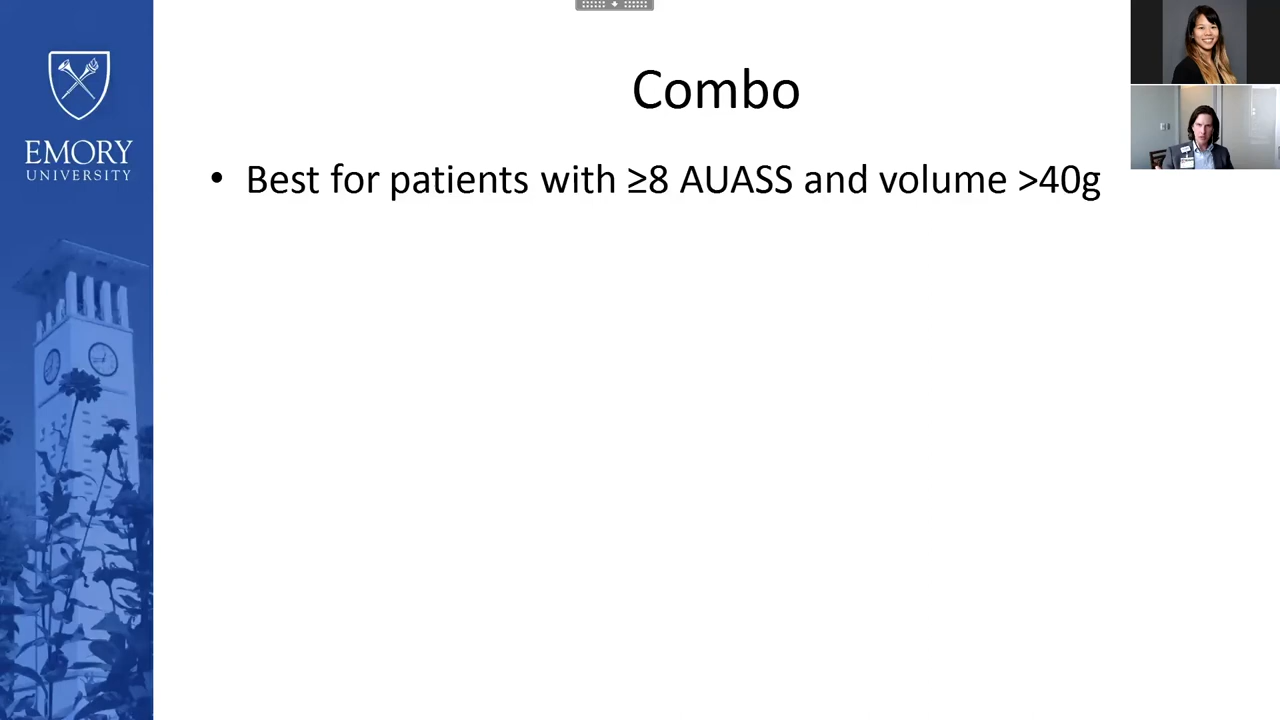 EMORY
UNIVERSITY
Combo
• Best for patients with ≥8 AUASS and volume >40g